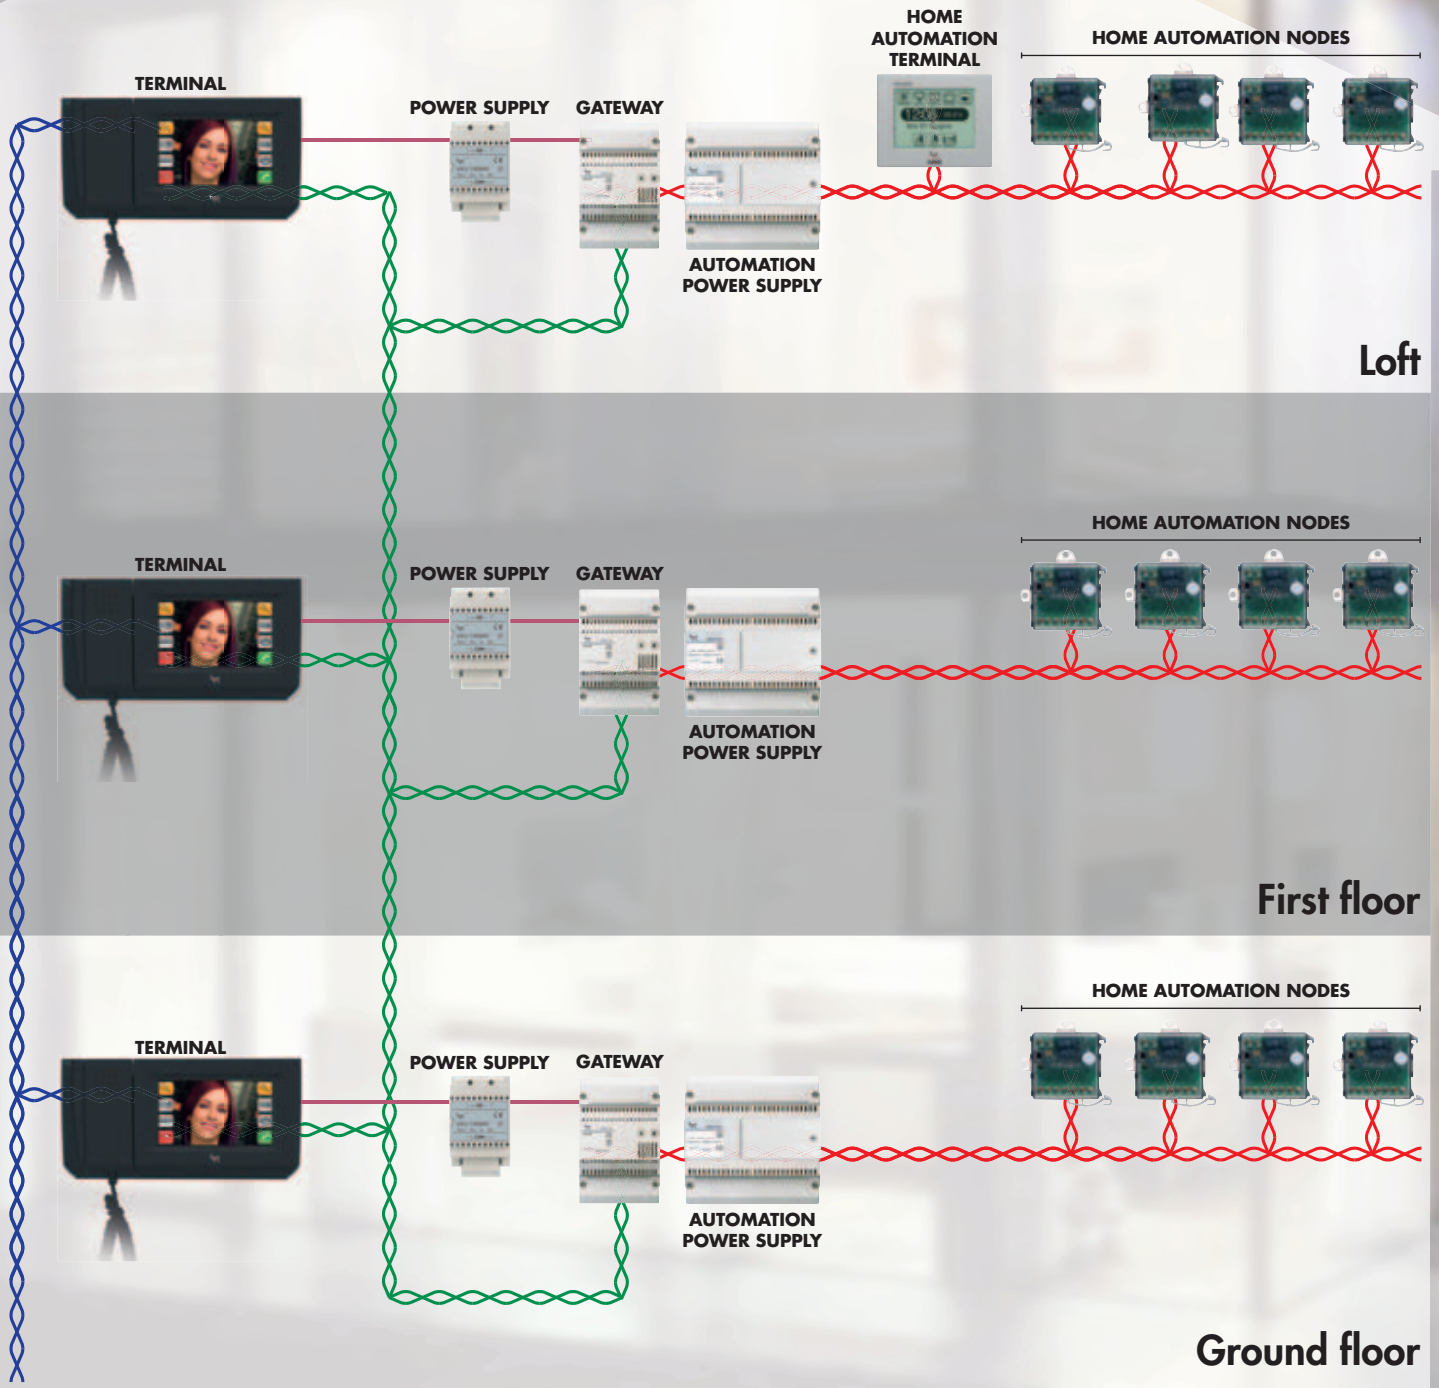 HOME
AUTOMATION
TERMINAL
HOME AUTOMATION NODES
TERMINAL
POWER SUPPLY
GATEWAY
AUTOMATION
POWER SUPPLY
Loft
HOME AUTOMATION NODES
TERMINAL
POWER SUPPLY
GATEWAY
AUTOMATION
POWER SUPPLY
First floor
HOME AUTOMATION NODES
TERMINAL
POWER SUPPLY
GATEWAY
AUTOMATION
POWER SUPPLY
Ground floor